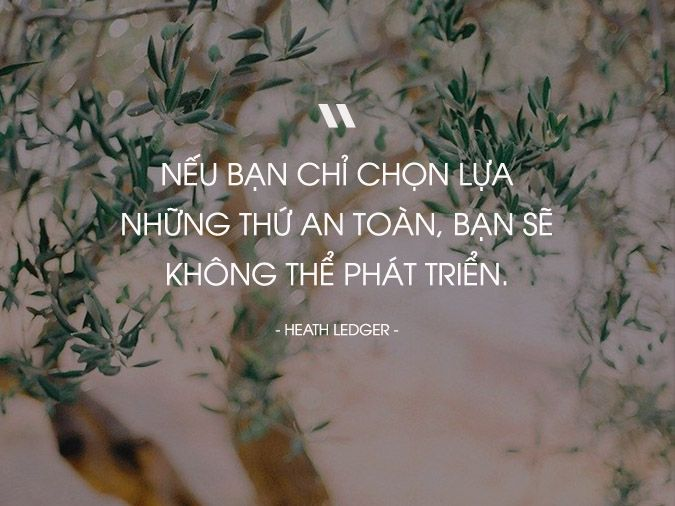 NẾU BẠN CHỈ CHỌN LỰA
NHỮNG THỨ AN TOÀN, BẠN SẼ
KHÔNG THỂ PHÁT TRIỂN.
- HEATH LEDGER -